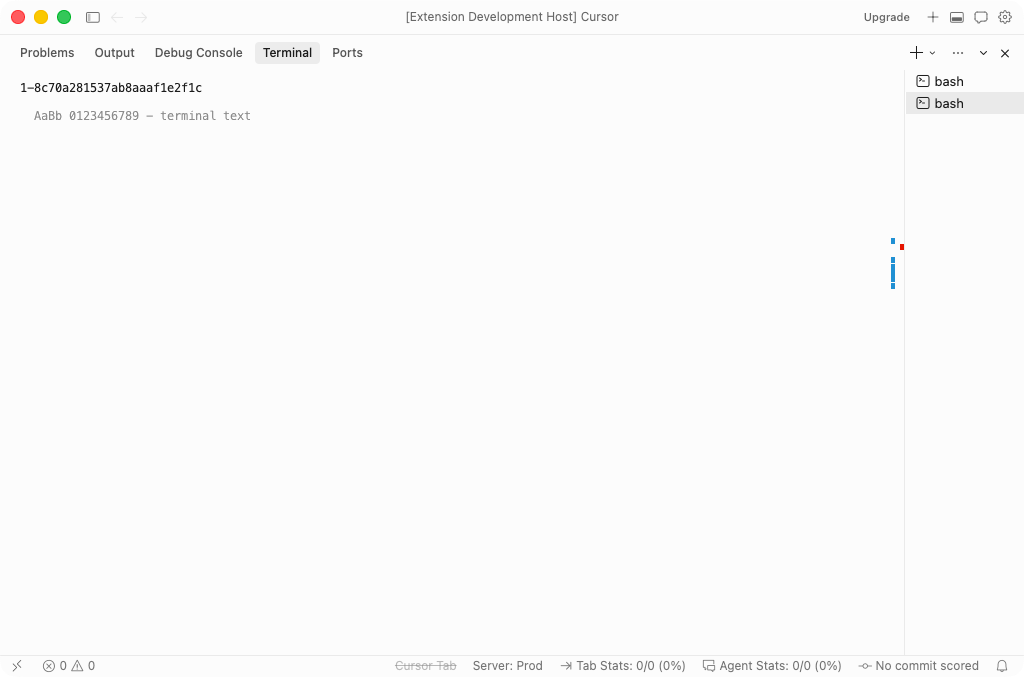 [Extension Development Host] Cursor
Upgrade
Problems Output Debug Console Terminal Ports
1-8c70a281537ab8aaaf1e2f1c
AaBb 0123456789 — terminal text
bash
bash
0 0 Cursor Tab Server: Prod Tab Stats: 0/0 (0%) Agent Stats: 0/0 (0%) No commit scored